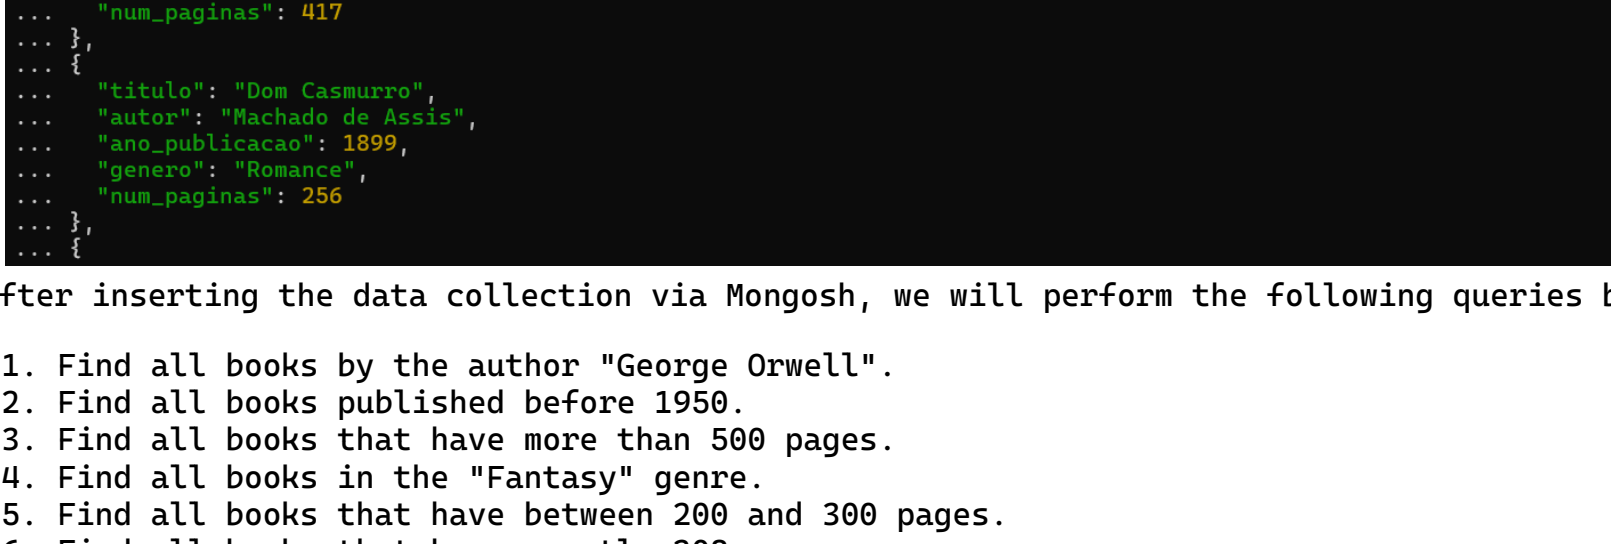 ...   "num_paginas": 417
... },
... {
...   "titulo": "Dom Casmurro",
...   "autor": "Machado de Assis",
...   "ano_publicacao": 1899,
...   "genero": "Romance",
...   "num_paginas": 256
... },
... {
fter inserting the data collection via Mongosh, we will perform the following queries
1. Find all books by the author "George Orwell".
2. Find all books published before 1950.
3. Find all books that have more than 500 pages.
4. Find all books in the "Fantasy" genre.
5. Find all books that have between 200 and 300 pages.